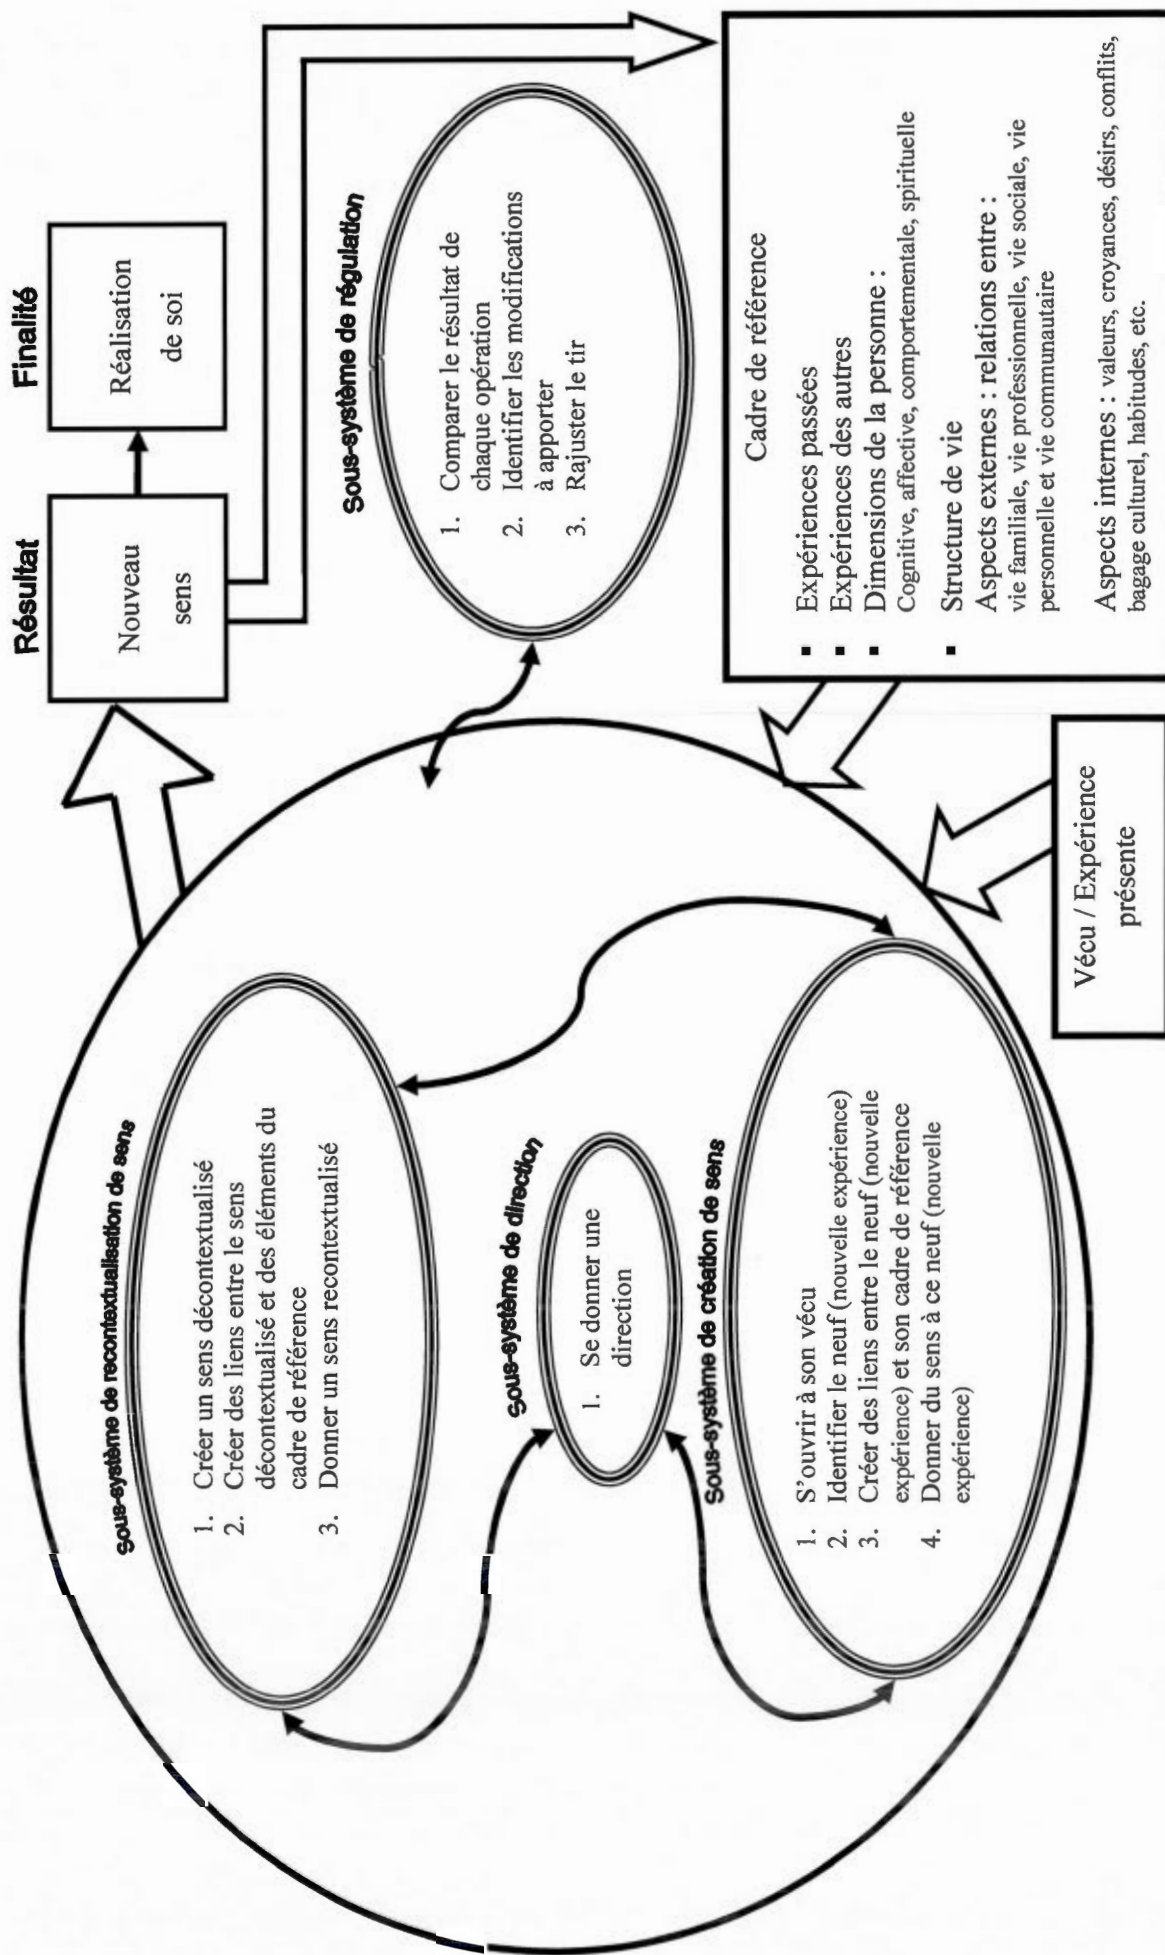 Sous-système de recontextualisation de sens
1. Créer un sens décontextualisé
2. Créer des liens entre le sens
décontextualisé et des éléments du
cadre de référence
3. Donner un sens recontextualisé
Sous-système de direction
1. Se donner une
direction
Sous-système de création de sens
1. S'ouvrir à son vécu
2. Identifier le neuf (nouvelle expérience)
3. Créer des liens entre le neuf (nouvelle
expérience) et son cadre de référence
4. Donner du sens à ce neuf (nouvelle
expérience)
Résultat
Nouveau
sens
Finalité
Réalisation
de soi
Sous-système de régulation
1. Comparer le résultat de
chaque opération
2. Identifier les modifications
à apporter
3. Rajuster le tir
Cadre de référence
▪ Expériences passées
▪ Expériences des autres
▪ Dimensions de la personne :
Cognitive, affective, comportementale, spirituelle
▪ Structure de vie
Aspects externes : relations entre :
vie familiale, vie professionnelle, vie sociale, vie
personnelle et vie communautaire
Aspects internes : valeurs, croyances, désirs, conflits,
bagage culturel, habitudes, etc.
Vécu / Expérience
présente